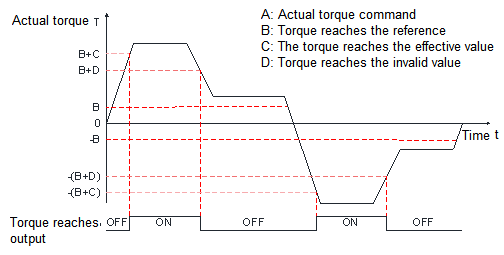 Actual torque T
A: Actual torque command
B: Torque reaches the reference
C: The torque reaches the effective value
D: Torque reaches the invalid value
B+C
B+D
B
0
-B
Time t
-(B+D)
-(B+C)
Torque reaches
output
OFF ON OFF ON OFF